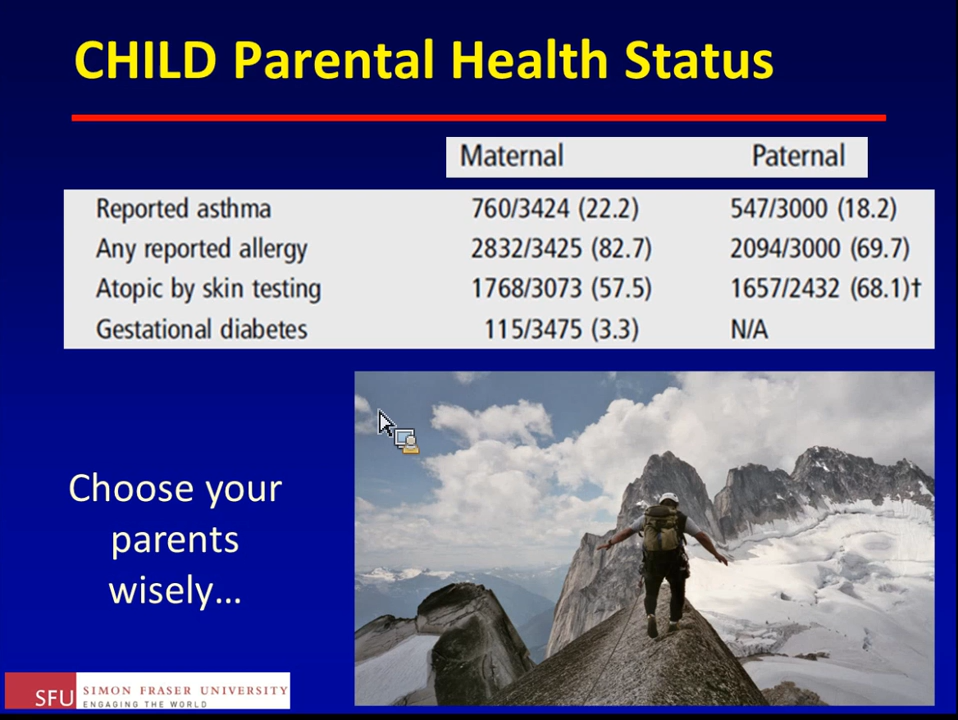 CHILD Parental Health Status
Maternal Paternal
Reported asthma 760/3424 (22.2) 547/3000 (18.2)
Any reported allergy 2832/3425 (82.7) 2094/3000 (69.7)
Atopic by skin testing 1768/3073 (57.5) 1657/2432 (68.1)†
Gestational diabetes 115/3475 (3.3) N/A
Choose your
parents
wisely...
SFU SIMON FRASER UNIVERSITY
ENGAGING THE WORLD